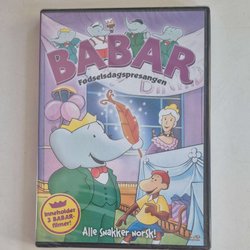 BABAR
Fødselsdagspresangen
Inneholder
3 BABAR-
filmer!
Alle snakker norsk!